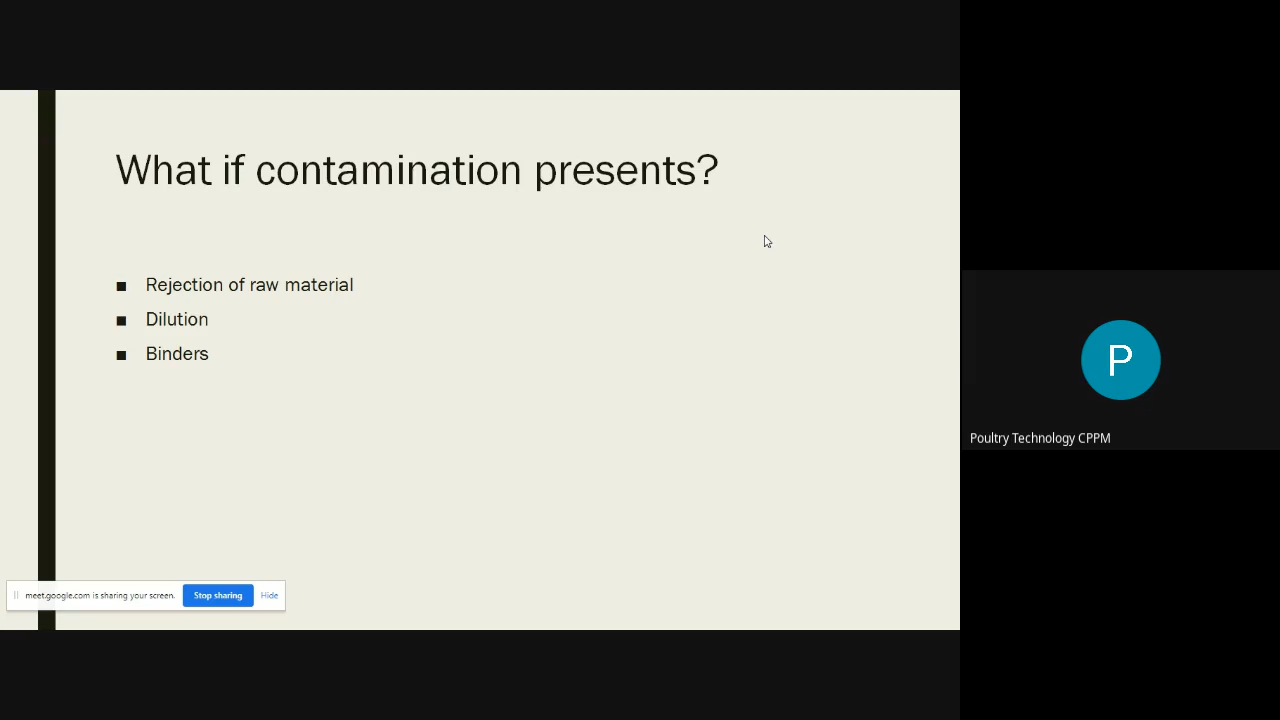 What if contamination presents?
■ Rejection of raw material
■ Dilution
■ Binders
P
Poultry Technology CPPM
meet.google.com is sharing your screen. Stop sharing Hide